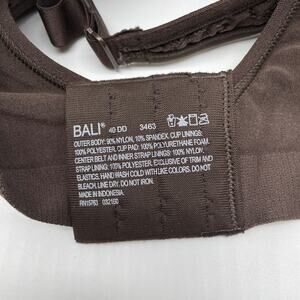 BALI® 40 DD 3463
OUTER BODY: 90% NYLON, 10% SPANDEX, CUP LININGS:
100% POLYESTER, CUP PAD: 100% POLYURETHANE FOAM.
CENTER BELT AND INNER STRAP LININGS: 100% NYLON.
STRAP LINING: 100% POLYESTER. EXCLUSIVE OF TRIM AND
ELASTICS. HAND WASH COLD WITH LIKE COLORS. DO NOT
BLEACH. LINE DRY. DO NOT IRON.
MADE IN INDONESIA.
RN15763 032190